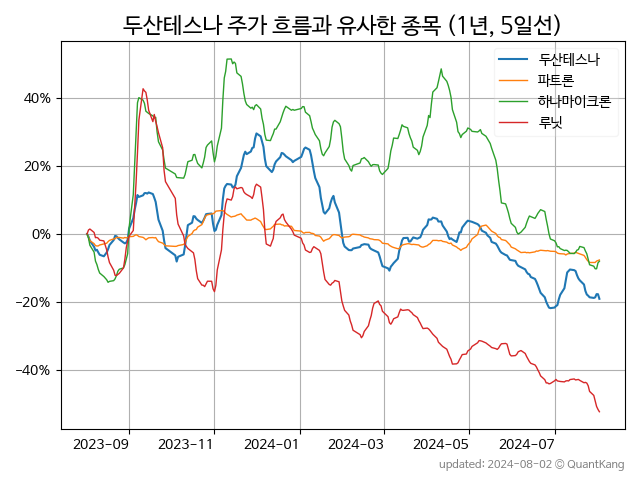 두산테스나 주가 흐름과 유사한 종목 (1년, 5일선)
두산테스나
파트론
하나마이크론
루닛
40%
20%
0%
−20%
−40%
2023-09
2023-11
2024-01
2024-03
2024-05
2024-07
updated: 2024-08-02 © QuantKang